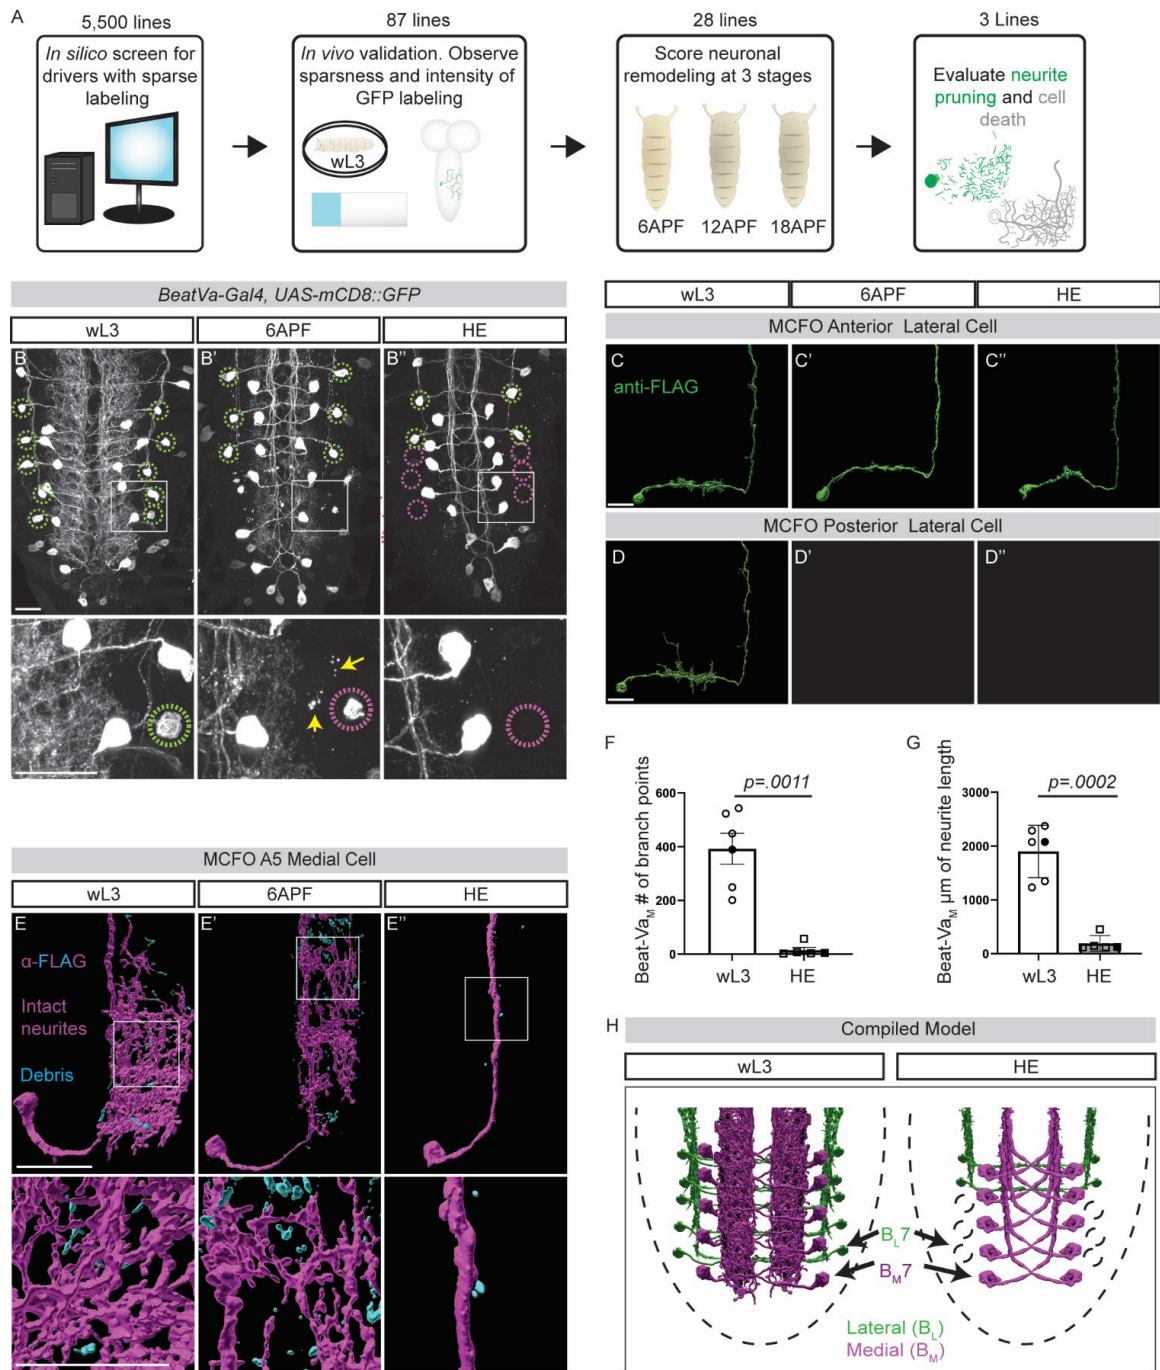 A
5,500 lines
In silico screen for
drivers with sparse
labeling
87 lines
In vivo validation. Observe
sparsness and intensity of
GFP labeling
wL3
28 lines
Score neuronal
remodeling at 3 stages
6APF 12APF 18APF
3 Lines
Evaluate neurite
pruning and cell
death
BeatVa-Gal4, UAS-mCD8::GFP
wL3 6APF HE
B B' B''
wL3 6APF HE
MCFO Anterior Lateral Cell
C C' C''
anti-FLAG
MCFO Posterior Lateral Cell
D D' D''
F
p=.0011
Beat-VaM # of branch points
600
400
200
0
wL3 HE
G
p=.0002
Beat-VaM µm of neurite length
3000
2000
1000
0
wL3 HE
MCFO A5 Medial Cell
wL3 6APF HE
E E' E''
α-FLAG
Intact
neurites
Debris
H
Compiled Model
wL3 HE
BL7
BM7
Lateral (BL)
Medial (BM)